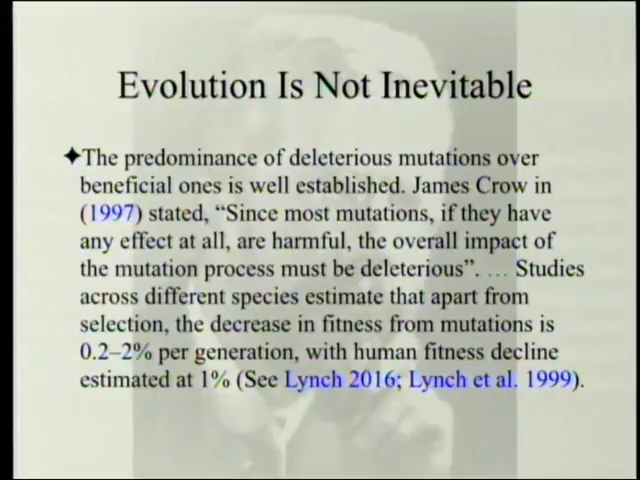 Evolution Is Not Inevitable
✦The predominance of deleterious mutations over
beneficial ones is well established. James Crow in
(1997) stated, “Since most mutations, if they have
any effect at all, are harmful, the overall impact of
the mutation process must be deleterious”. … Studies
across different species estimate that apart from
selection, the decrease in fitness from mutations is
0.2–2% per generation, with human fitness decline
estimated at 1% (See Lynch 2016; Lynch et al. 1999).